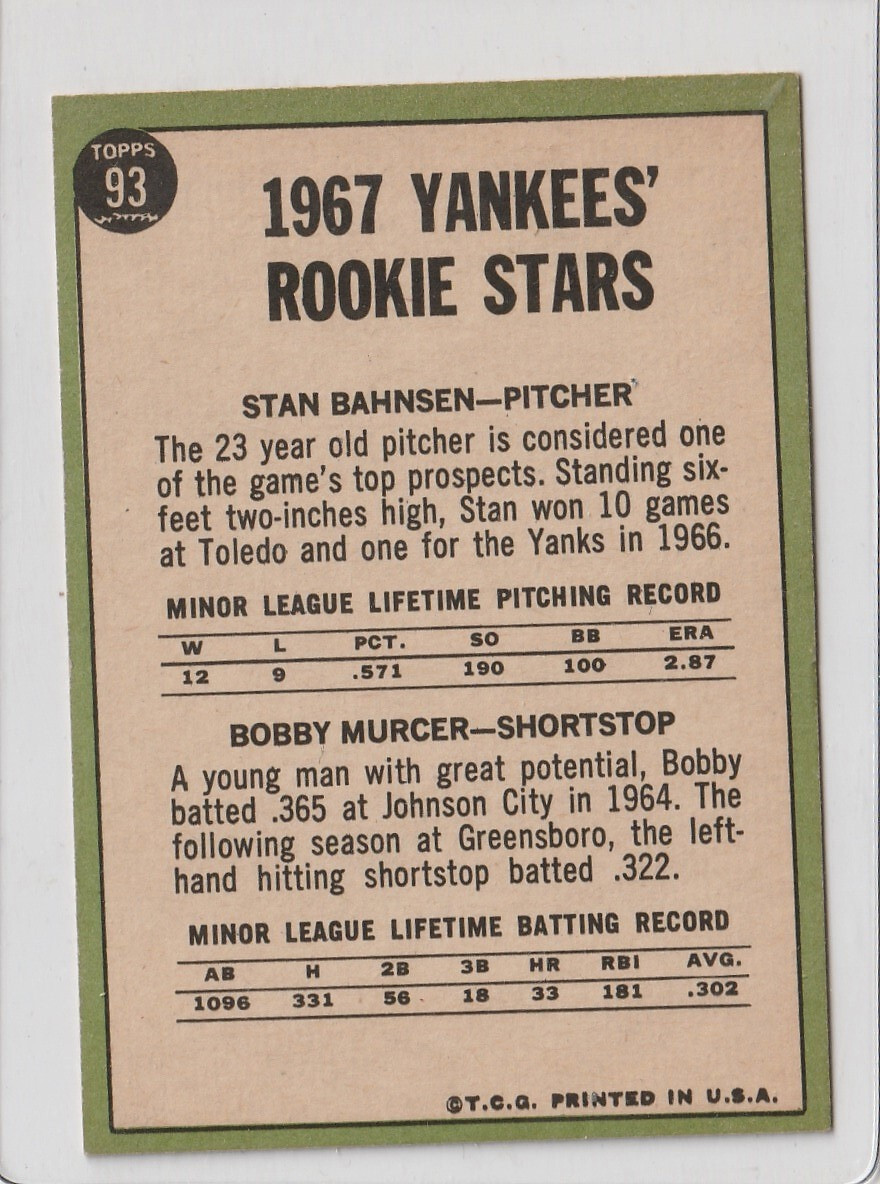 TOPPS
93
1967 YANKEES'
ROOKIE STARS
STAN BAHNSEN—PITCHER
The 23 year old pitcher is considered one
of the game's top prospects. Standing six-
feet two-inches high, Stan won 10 games
at Toledo and one for the Yanks in 1966.
MINOR LEAGUE LIFETIME PITCHING RECORD
W L PCT. SO BB ERA
12 9 .571 190 100 2.87
BOBBY MURCER—SHORTSTOP
A young man with great potential, Bobby
batted .365 at Johnson City in 1964. The
following season at Greensboro, the left-
hand hitting shortstop batted .322.
MINOR LEAGUE LIFETIME BATTING RECORD
AB H 2B 3B HR RBI AVG.
1096 331 56 18 33 181 .302
©T.C.G. PRINTED IN U.S.A.